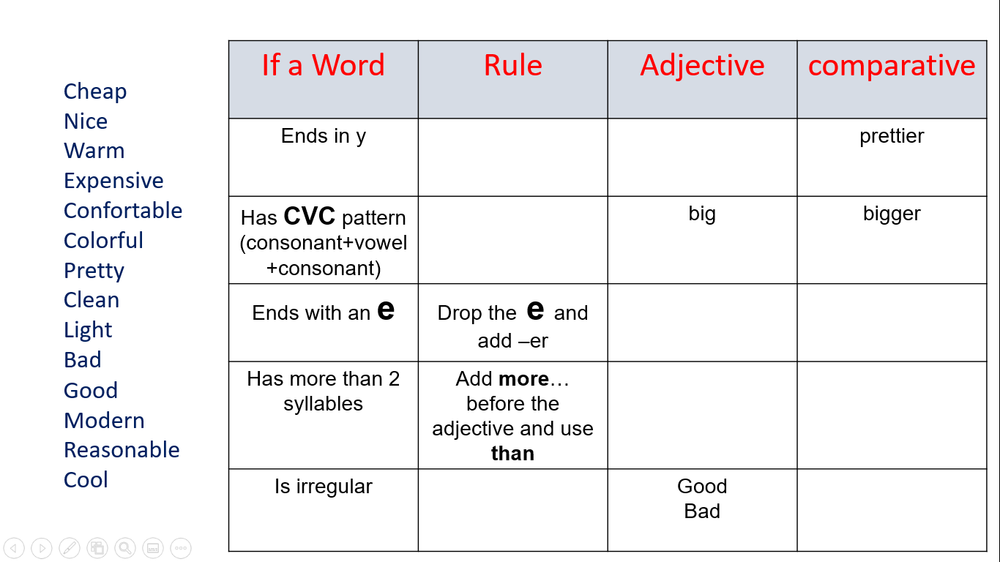 Cheap
Nice
Warm
Expensive
Confortable
Colorful
Pretty
Clean
Light
Bad
Good
Modern
Reasonable
Cool
If a Word
Rule
Adjective
comparative
Ends in y
prettier
Has CVC pattern
(consonant+vowel
+consonant)
big
bigger
Ends with an e
Drop the e and
add –er
Has more than 2
syllables
Add more…
before the
adjective and use
than
Is irregular
Good
Bad